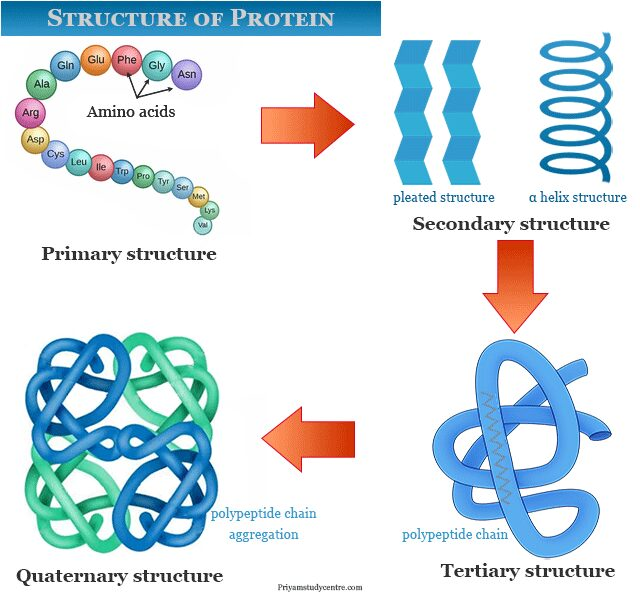 STRUCTURE OF PROTEIN
Gln
Glu
Phe
Gly
Asn
Ala
Arg
Asp
Cys
Leu
Ile
Trp
Pro
Tyr
Ser
Met
Lys
Val
Amino acids
Primary structure
pleated structure
α helix structure
Secondary structure
polypeptide chain
Tertiary structure
polypeptide chain
aggregation
Quaternary structure
Priyamstudycentre.com